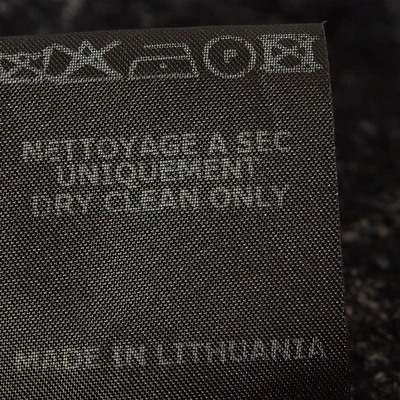 P
NETTOYAGE A SEC
UNIQUEMENT
DRY CLEAN ONLY
MADE IN LITHUANIA